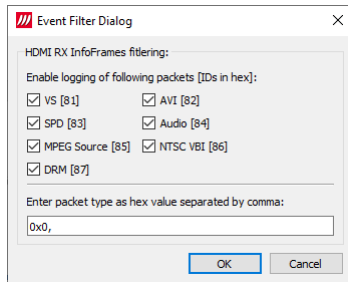 Event Filter Dialog
HDMI RX InfoFrames fitlering:
Enable logging of following packets [IDs in hex]:
VS [81] AVI [82]
SPD [83] Audio [84]
MPEG Source [85] NTSC VBI [86]
DRM [87]
Enter packet type as hex value separated by comma:
0x0,
OK Cancel